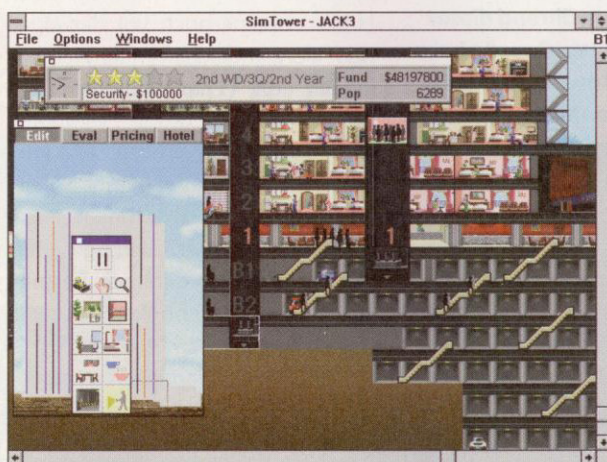 SimTower - JACK3
File Options Windows Help
B1
2nd WD/3Q/2nd Year Fund $48197800
Security - $100000 Pop 6289
Edit Eval Pricing Hotel
4
3
2
1 1
B1
B2